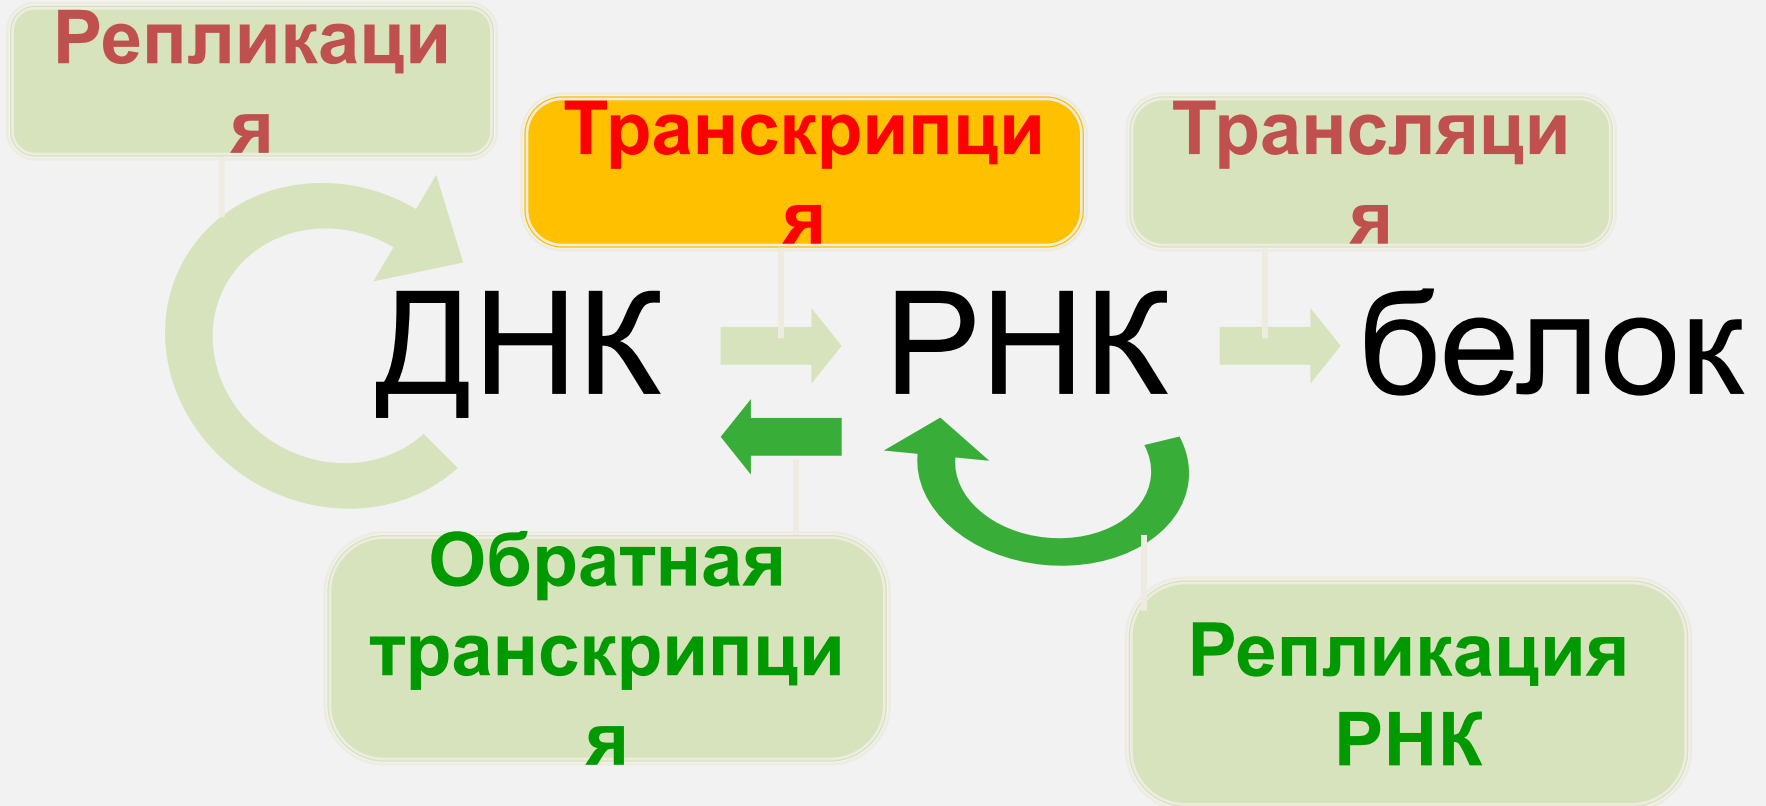 Репликаци
я
Транскрипци
я
Трансляци
я
ДНК РНК белок
Обратная
транскрипци
я
Репликация
РНК